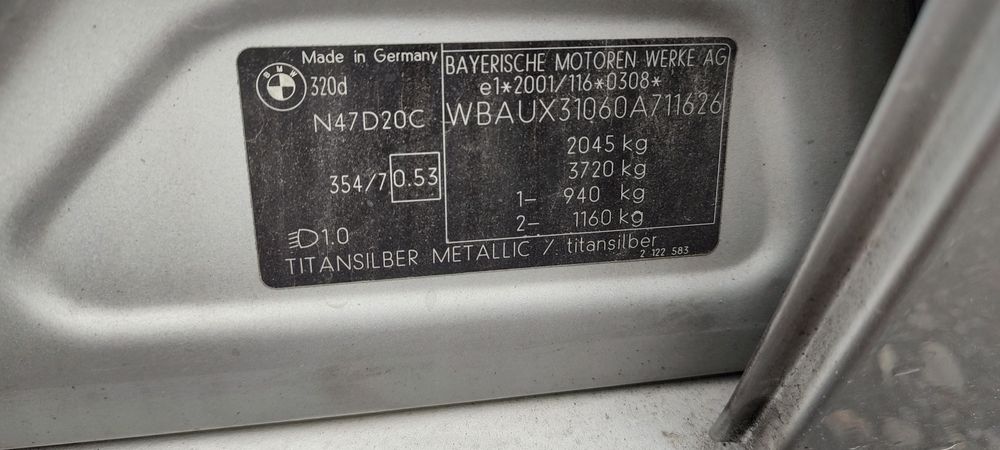 Made in Germany
BMW
320d
N47D20C
354/7 0.53
1.0
BAYERISCHE MOTOREN WERKE AG
e1*2001/116*0308*
WBAUX31060A711626
2045 kg
3720 kg
1- 940 kg
2- 1160 kg
TITANSILBER METALLIC / titansilber
2 122 583